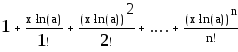 1 + x ln(a)/1! + (x ln(a))^2/2! + .... + (x ln(a))^n/n!